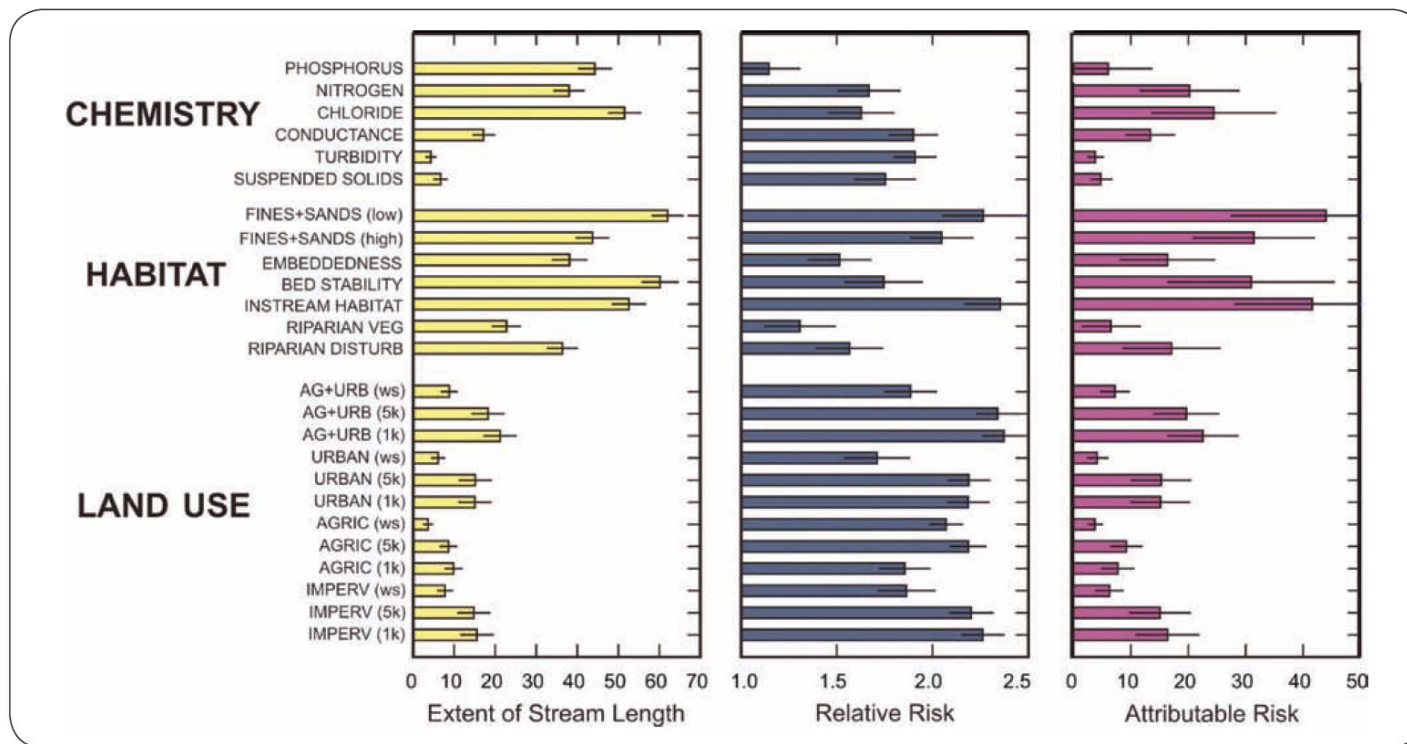 CHEMISTRY
PHOSPHORUS
NITROGEN
CHLORIDE
CONDUCTANCE
TURBIDITY
SUSPENDED SOLIDS
HABITAT
FINES+SANDS (low)
FINES+SANDS (high)
EMBEDDEDNESS
BED STABILITY
INSTREAM HABITAT
RIPARIAN VEG
RIPARIAN DISTURB
LAND USE
AG+URB (ws)
AG+URB (5k)
AG+URB (1k)
URBAN (ws)
URBAN (5k)
URBAN (1k)
AGRIC (ws)
AGRIC (5k)
AGRIC (1k)
IMPERV (ws)
IMPERV (5k)
IMPERV (1k)
0 10 20 30 40 50 60 70
Extent of Stream Length
1.0 1.5 2.0 2.5
Relative Risk
0 10 20 30 40 50
Attributable Risk